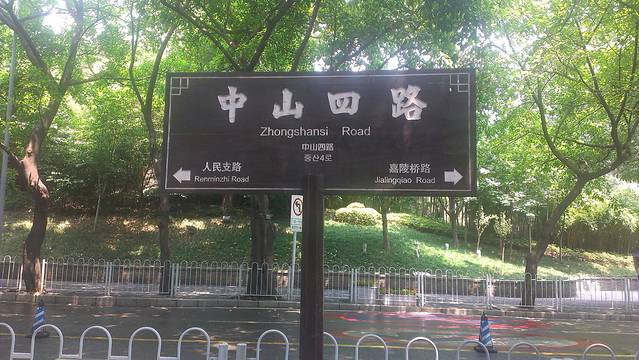 中山四路
Zhongshansi Road
中山四路
중산4로
人民支路
Renminzhi Road
嘉陵桥路
Jialingqiao Road